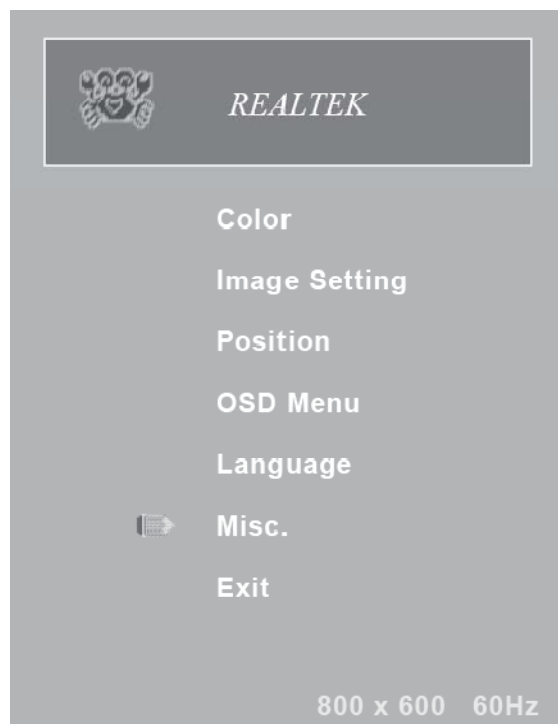 REALTEK
Color
Image Setting
Position
OSD Menu
Language
Misc.
Exit
800 x 600 60Hz